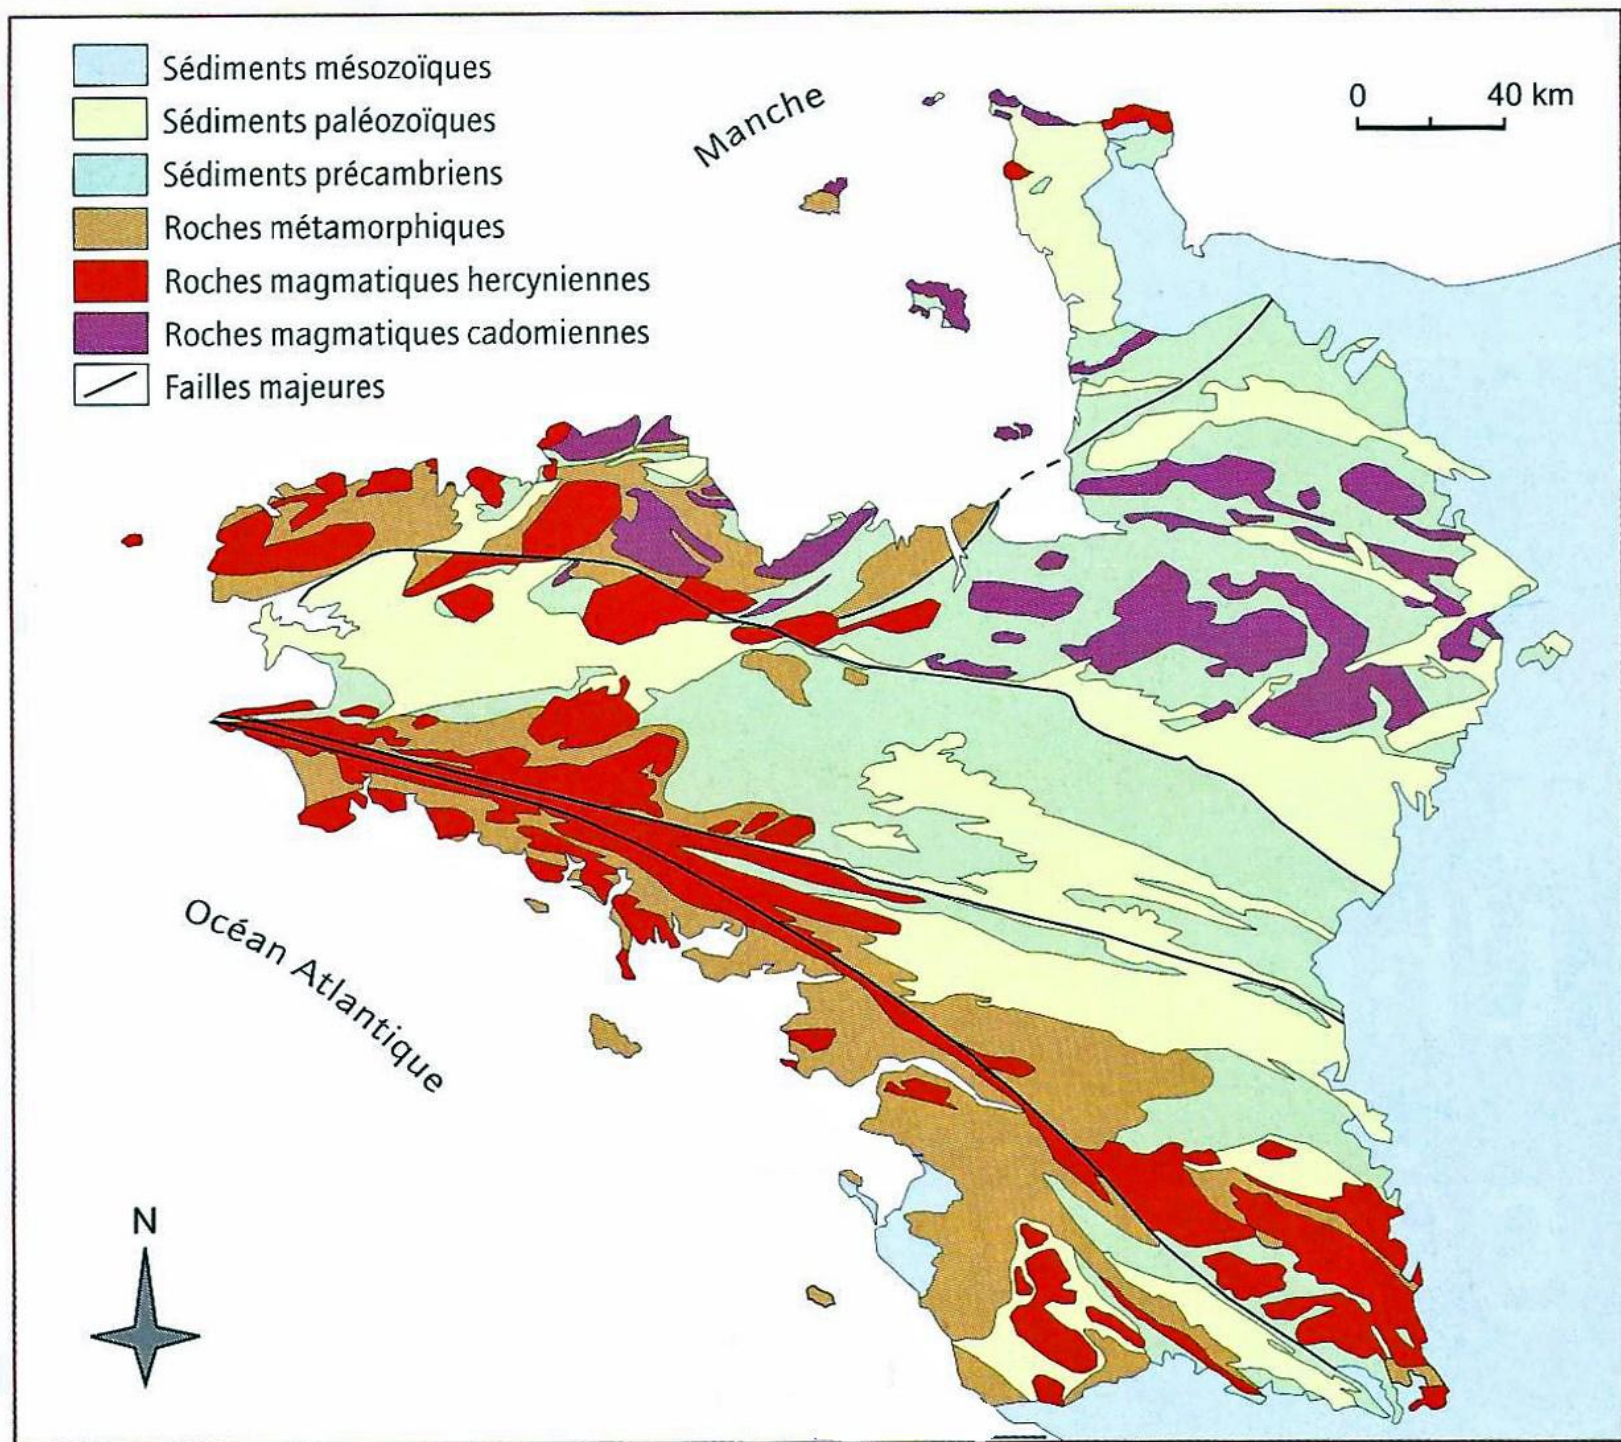 Sédiments mésozoïques
Sédiments paléozoïques
Sédiments précambriens
Roches métamorphiques
Roches magmatiques hercyniennes
Roches magmatiques cadomiennes
Failles majeures
Manche
0 40 km
Océan Atlantique
N